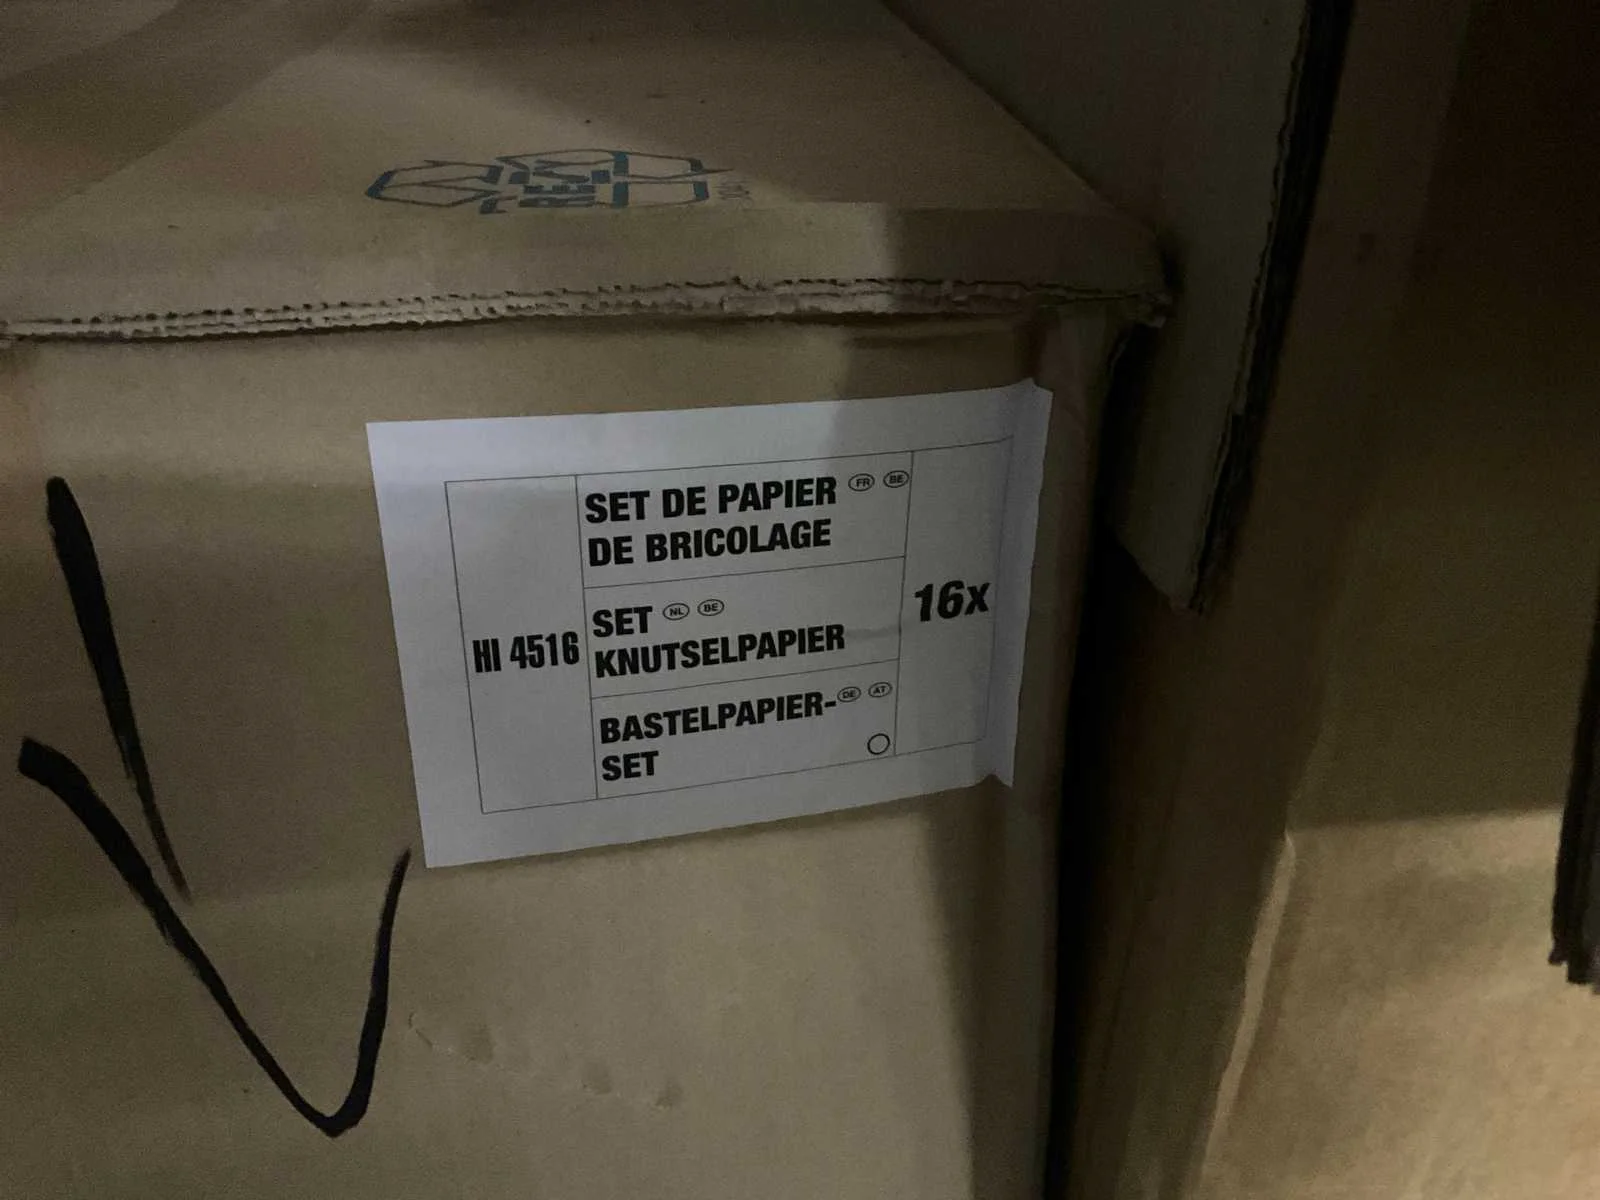 HI 4516
SET DE PAPIER FR BE
DE BRICOLAGE
SET NL BE
KNUTSELPAPIER
BASTELPAPIER- DE AT
SET
16x